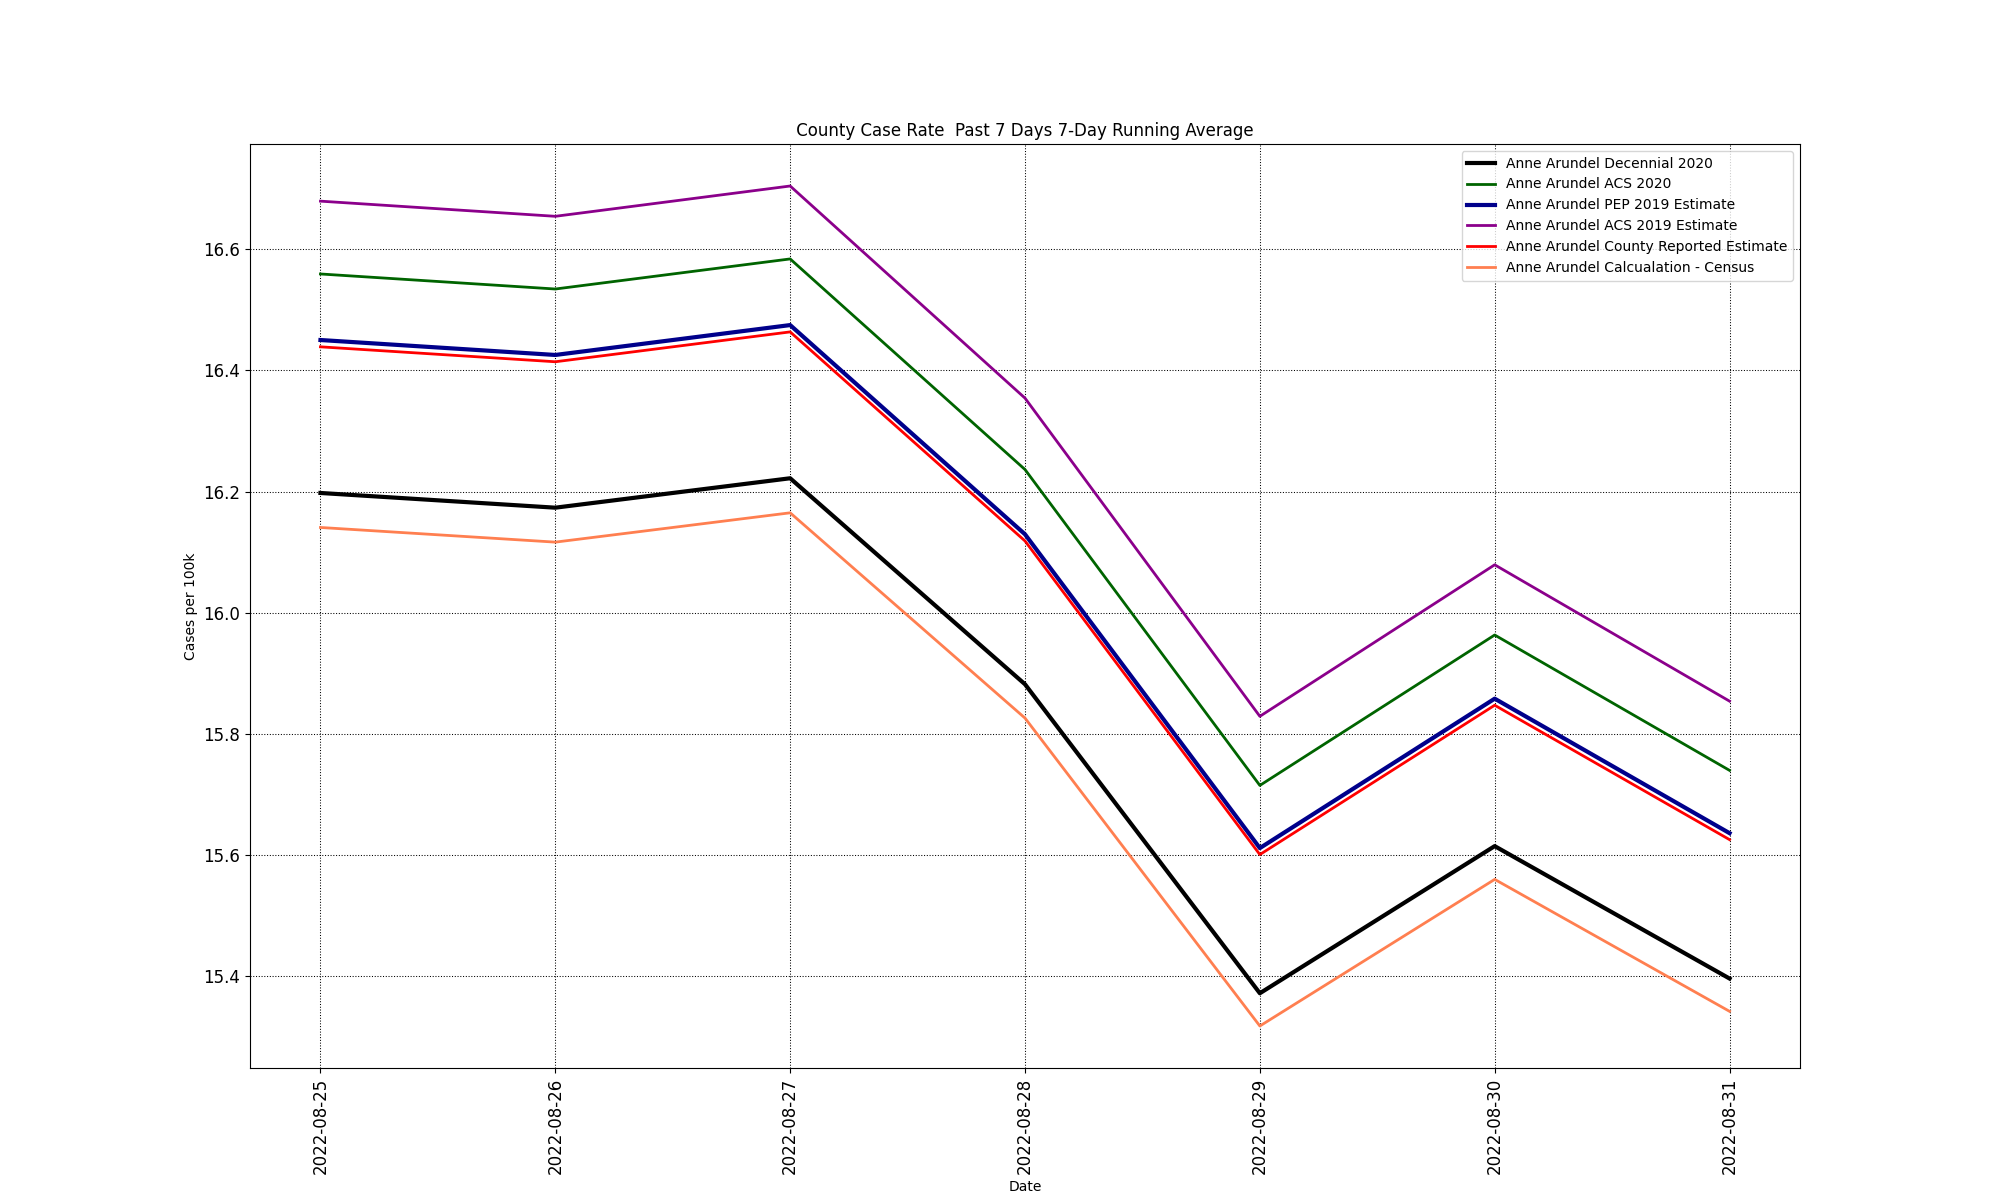 County Case Rate  Past 7 Days 7-Day Running Average
Anne Arundel Decennial 2020
Anne Arundel ACS 2020
Anne Arundel PEP 2019 Estimate
Anne Arundel ACS 2019 Estimate
Anne Arundel County Reported Estimate
Anne Arundel Calcualation - Census
Cases per 100k
16.6
16.4
16.2
16.0
15.8
15.6
15.4
2022-08-25
2022-08-26
2022-08-27
2022-08-28
2022-08-29
2022-08-30
2022-08-31
Date